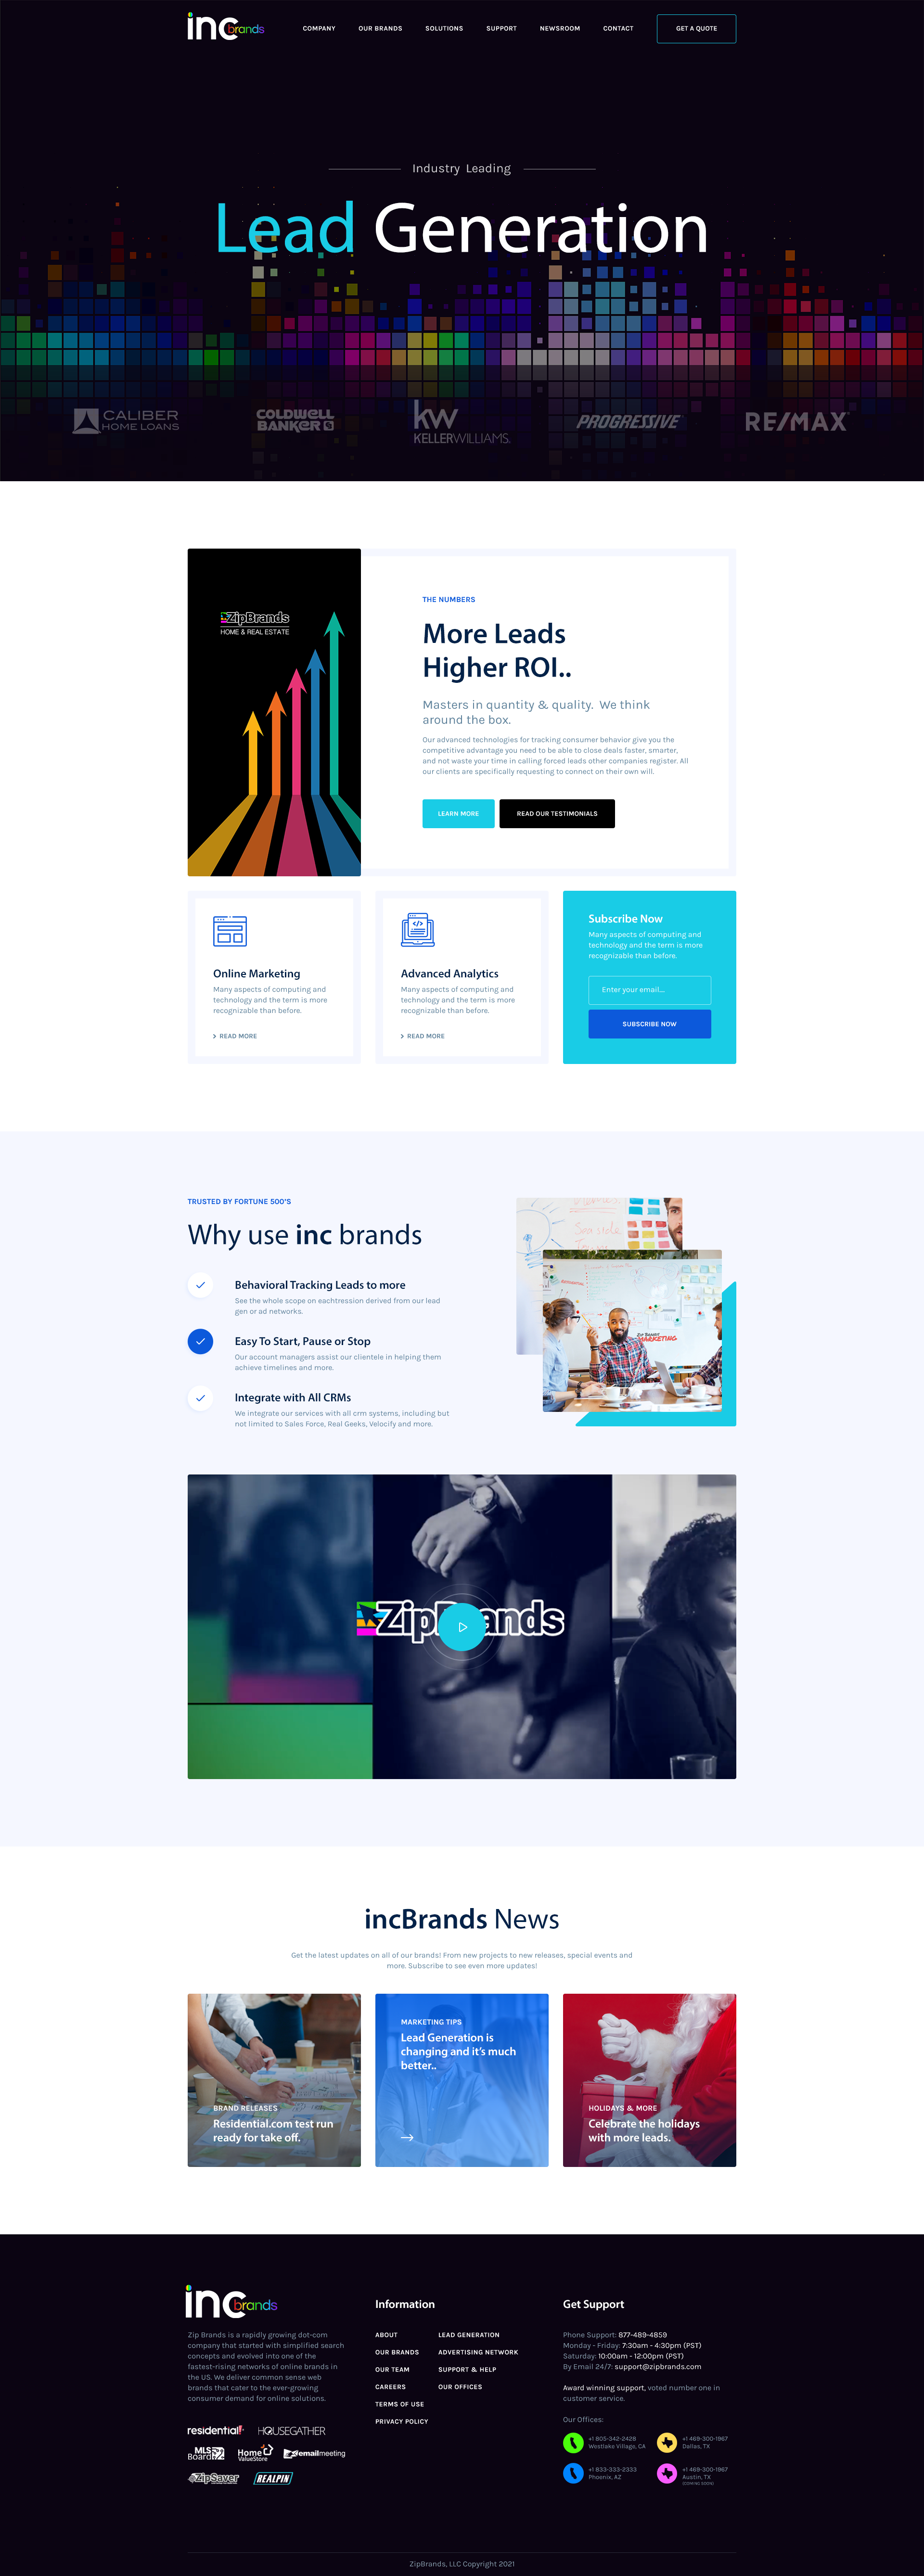 inc brands
COMPANY OUR BRANDS SOLUTIONS SUPPORT NEWSROOM CONTACT GET A QUOTE
Industry Leading
Lead Generation
CALIBER
HOME LOANS
COLDWELL
BANKER
kw
KELLERWILLIAMS.
PROGRESSIVE
RE/MAX
ZipBrands
HOME & REAL ESTATE
THE NUMBERS
More Leads
Higher ROI..
Masters in quantity & quality. We think
around the box.
Our advanced technologies for tracking consumer behavior give you the
competitive advantage you need to be able to close deals faster, smarter,
and not waste your time in calling forced leads other companies register. All
our clients are specifically requesting to connect on their own will.
LEARN MORE
READ OUR TESTIMONIALS
Online Marketing
Many aspects of computing and
technology and the term is more
recognizable than before.
READ MORE
Advanced Analytics
Many aspects of computing and
technology and the term is more
recognizable than before.
READ MORE
Subscribe Now
Many aspects of computing and
technology and the term is more
recognizable than before.
Enter your email...
SUBSCRIBE NOW
TRUSTED BY FORTUNE 500'S
Why use inc brands
Behavioral Tracking Leads to more
See the whole scope on eachtression derived from our lead
gen or ad networks.
Easy To Start, Pause or Stop
Our account managers assist our clientele in helping them
achieve timelines and more.
Integrate with All CRMs
We integrate our services with all crm systems, including but
not limited to Sales Force, Real Geeks, Velocify and more.
MARKETING
ZipBrands
incBrands News
Get the latest updates on all of our brands! From new projects to new releases, special events and
more. Subscribe to see even more updates!
BRAND RELEASES
Residential.com test run
ready for take off.
MARKETING TIPS
Lead Generation is
changing and it's much
better..
HOLIDAYS & MORE
Celebrate the holidays
with more leads.
inc brands
Zip Brands is a rapidly growing dot-com
company that started with simplified search
concepts and evolved into one of the
fastest-rising networks of online brands in
the US. We deliver common sense web
brands that cater to the ever-growing
consumer demand for online solutions.
residential
HOUSEGATHER
MLS
Board
Home
ValueStore
emailmeeting
ZipSaver
REALPIN
Information
ABOUT
OUR BRANDS
OUR TEAM
CAREERS
TERMS OF USE
PRIVACY POLICY
LEAD GENERATION
ADVERTISING NETWORK
SUPPORT & HELP
OUR OFFICES
Get Support
Phone Support: 877-489-4859
Monday - Friday: 7:30am - 4:30pm (PST)
Saturday: 10:00am - 12:00pm (PST)
By Email 24/7: support@zipbrands.com
Award winning support, voted number one in
customer service.
Our Offices:
+1 805-342-2428
Westlake Village, CA
+1 469-300-1967
Dallas, TX
+1 833-333-2333
Phoenix, AZ
+1 469-300-1967
Austin, TX
(COMING SOON)
ZipBrands, LLC Copyright 2021